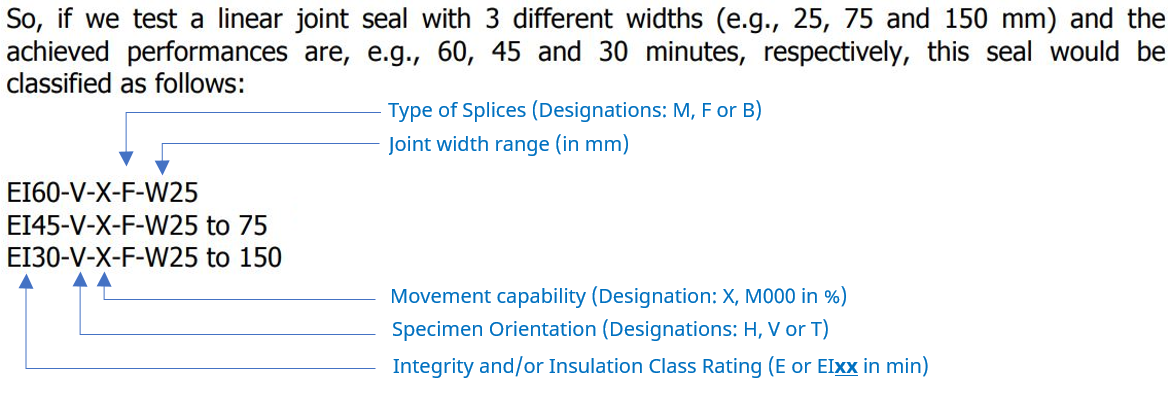 So, if we test a linear joint seal with 3 different widths (e.g., 25, 75 and 150 mm) and the
achieved performances are, e.g., 60, 45 and 30 minutes, respectively, this seal would be
classified as follows:
Type of Splices (Designations: M, F or B)
Joint width range (in mm)
EI60-V-X-F-W25
EI45-V-X-F-W25 to 75
EI30-V-X-F-W25 to 150
Movement capability (Designation: X, M000 in %)
Specimen Orientation (Designations: H, V or T)
Integrity and/or Insulation Class Rating (E or EIxx in min)